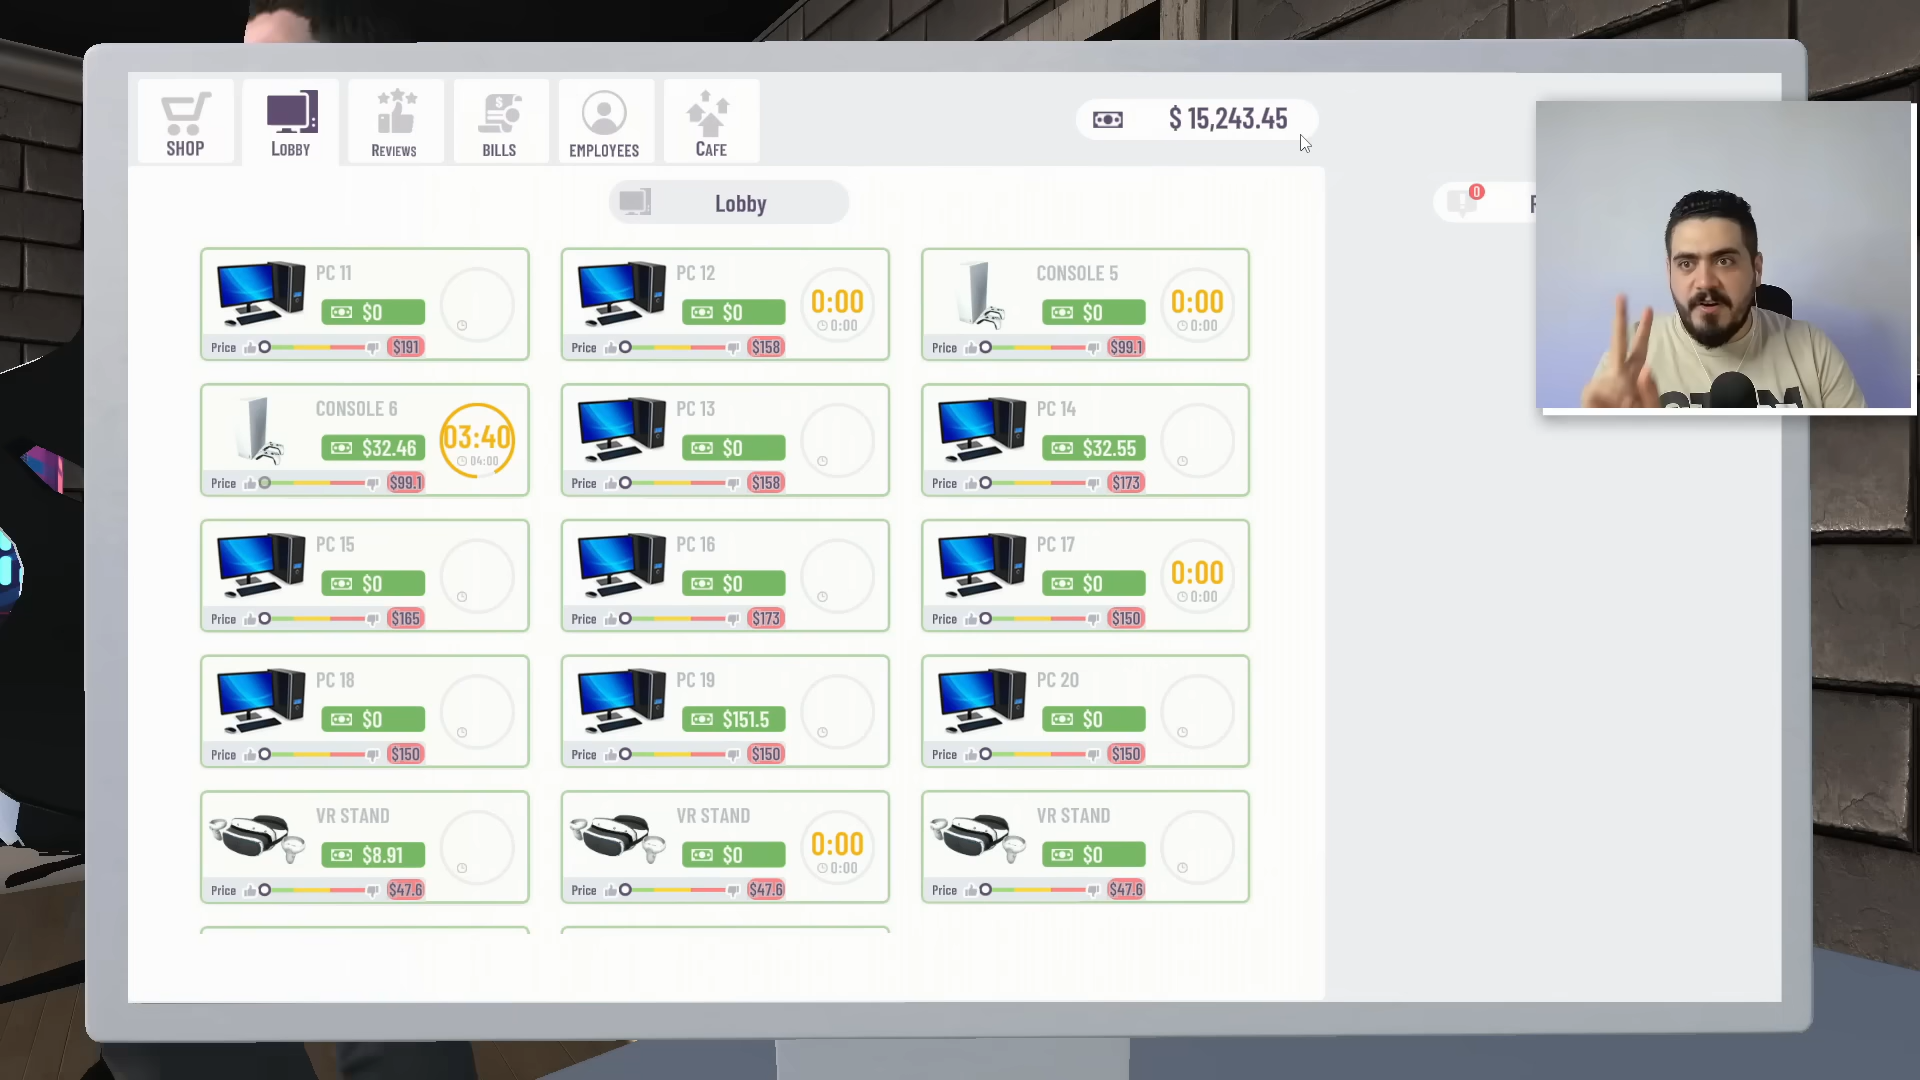 SHOP
LOBBY
REVIEWS
BILLS
EMPLOYEES
CAFE
$ 15,243.45
Lobby
0
PC 11
$0
Price
$191
PC 12
$0
0:00
0:00
Price
$158
CONSOLE 5
$0
0:00
0:00
Price
$99.1
CONSOLE 6
$32.46
03:40
04:00
Price
$99.1
PC 13
$0
Price
$158
PC 14
$32.55
Price
$173
PC 15
$0
Price
$165
PC 16
$0
Price
$173
PC 17
$0
0:00
0:00
Price
$150
PC 18
$0
Price
$150
PC 19
$151.5
Price
$150
PC 20
$0
Price
$150
VR STAND
$8.91
Price
$47.6
VR STAND
$0
0:00
0:00
Price
$47.6
VR STAND
$0
Price
$47.6